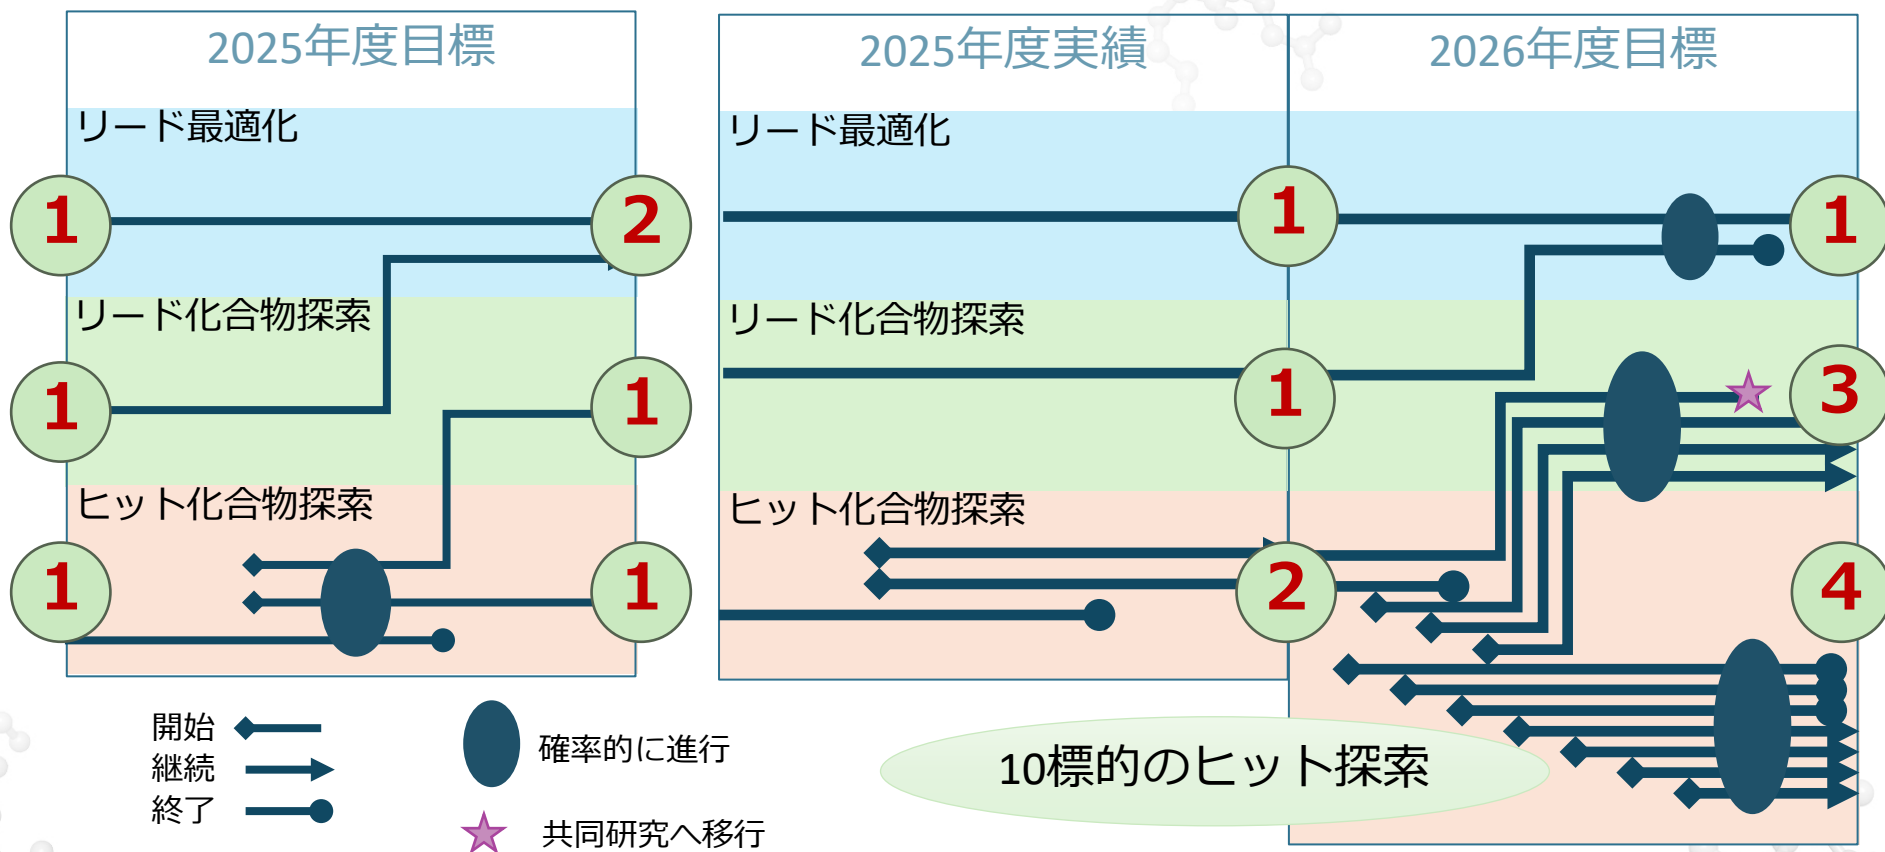 2025年度目標
2025年度実績
2026年度目標
リード最適化
1
2
リード化合物探索
1
1
ヒット化合物探索
1
1
リード最適化
1
1
リード化合物探索
1
3
ヒット化合物探索
2
4
開始
継続
終了
確率的に進行
共同研究へ移行
10標的のヒット探索